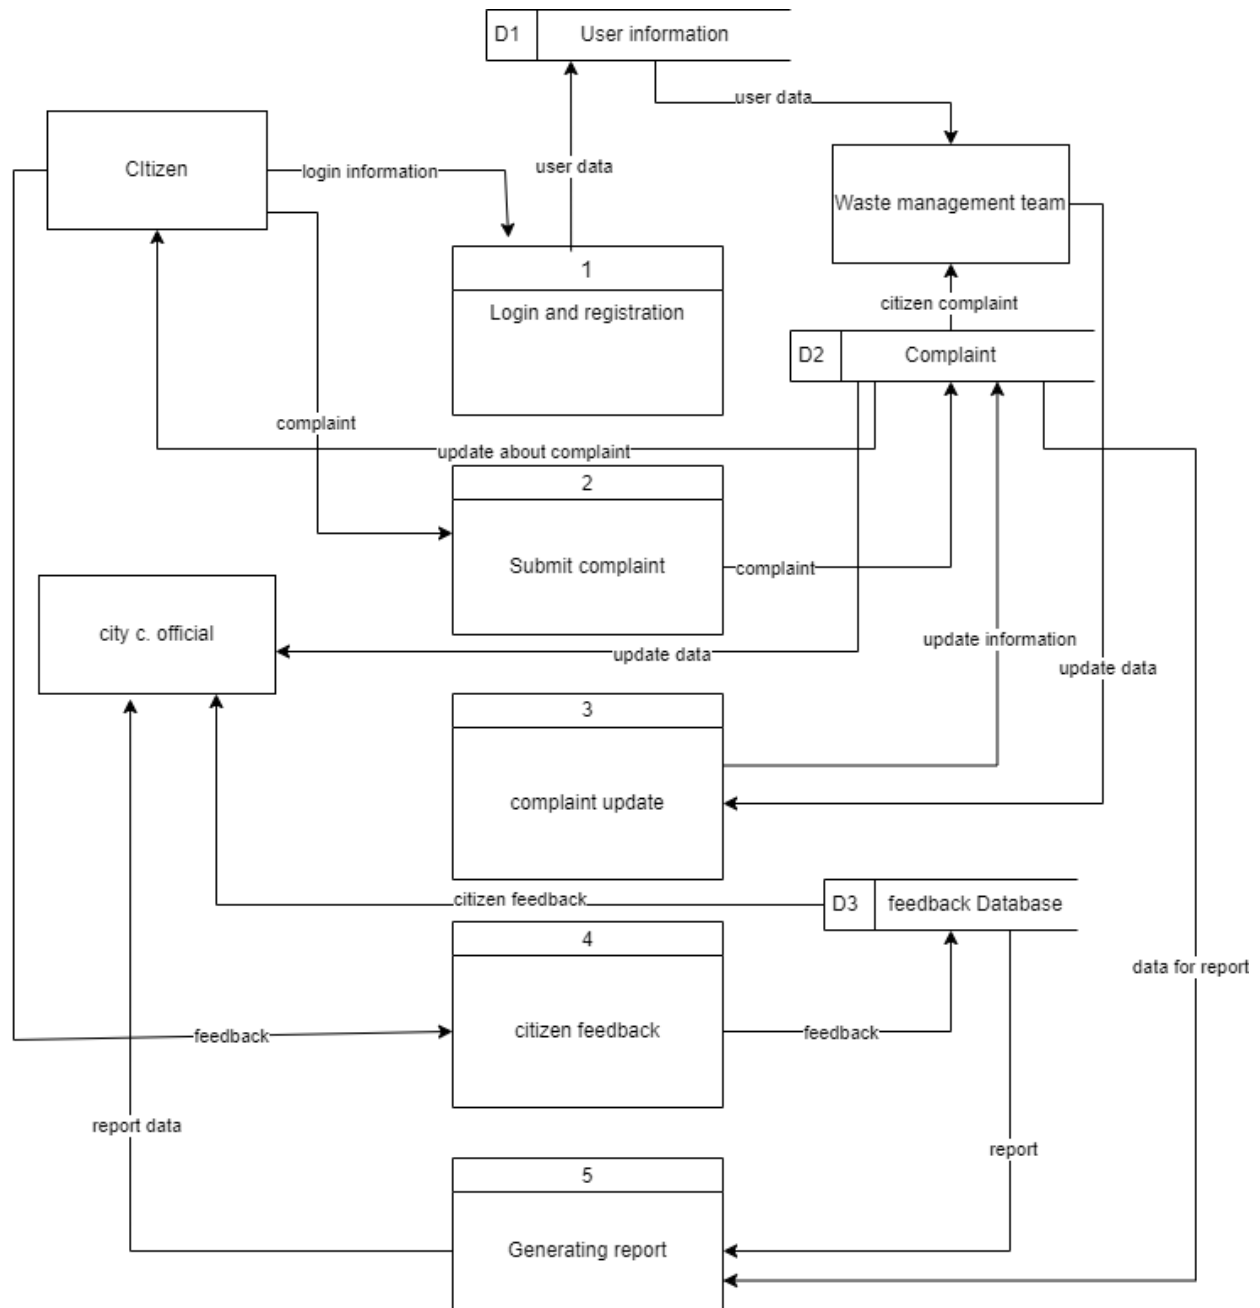 D1 User information
user data
CItizen
login information
user data
Waste management team
1
Login and registration
citizen complaint
D2 Complaint
complaint
update about complaint
2
Submit complaint
complaint
city c. official
update data
update information
update data
3
complaint update
citizen feedback
D3 feedback Database
4
citizen feedback
feedback
feedback
data for report
report data
report
5
Generating report